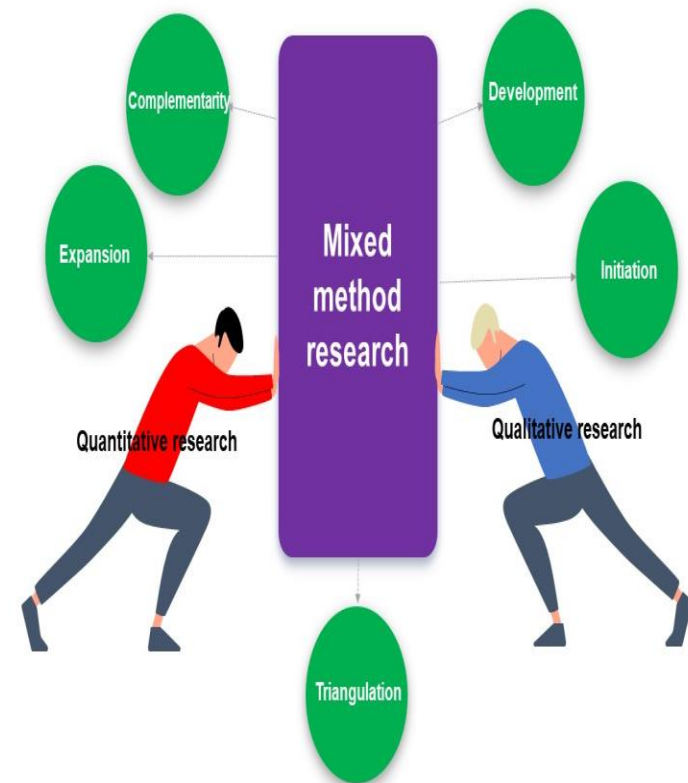 Complementarity
Development
Expansion
Mixed
method
research
Initiation
Quantitative research
Qualitative research
Triangulation